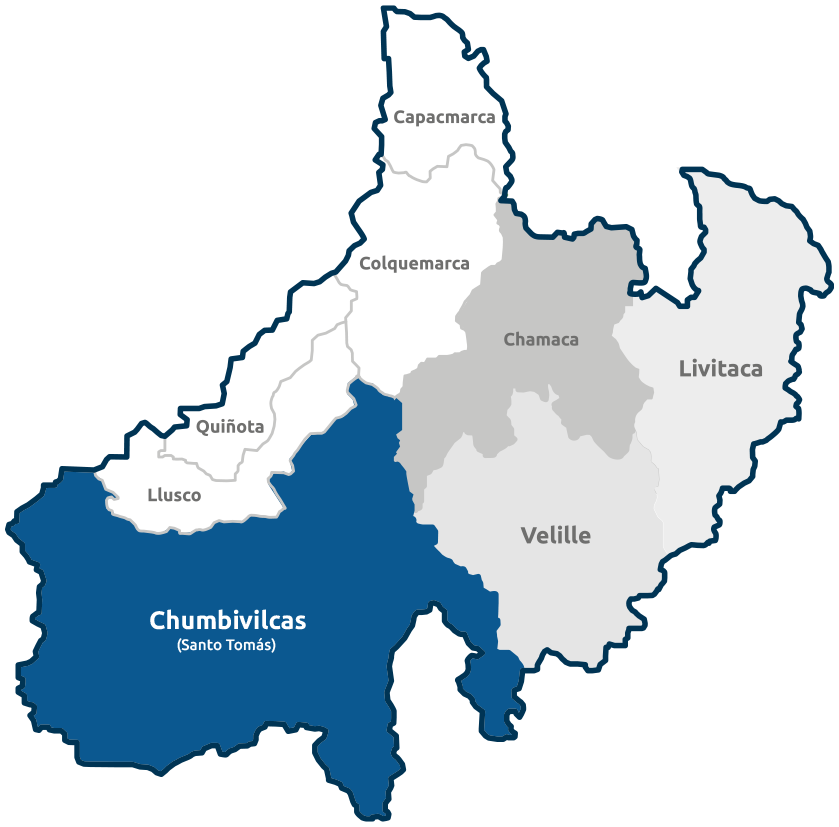 Capacmarca
Colquemarca
Chamaca
Livitaca
Quiñota
Llusco
Velille
Chumbivilcas
(Santo Tomás)